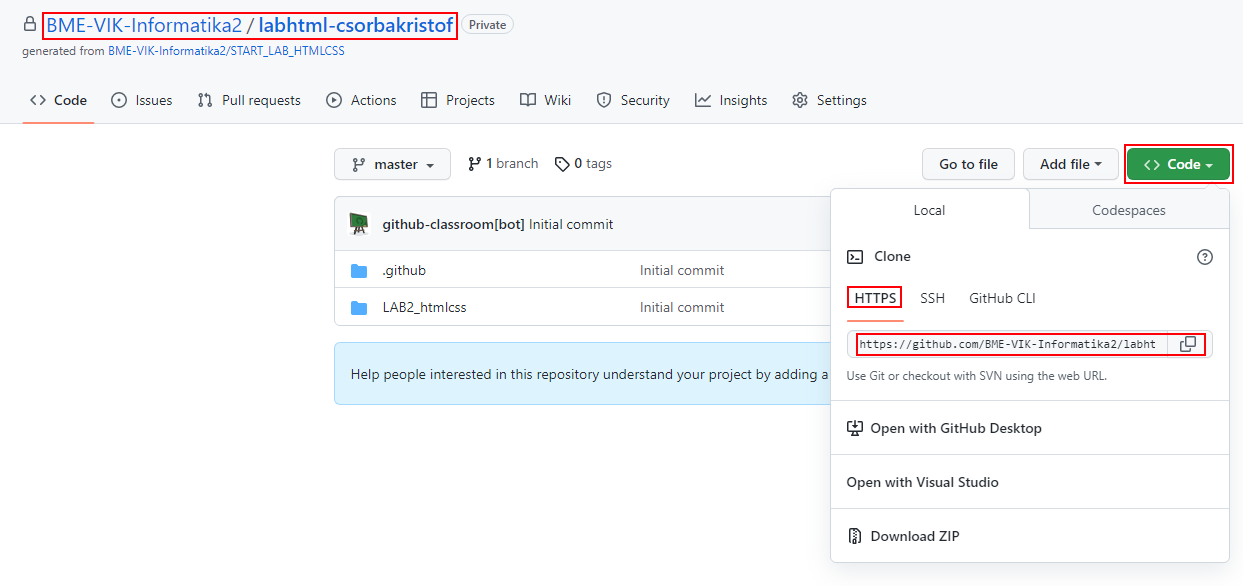 BME-VIK-Informatika2 / labhtml-csorbakristof Private
generated from BME-VIK-Informatika2/START_LAB_HTMLCSS
Code Issues Pull requests Actions Projects Wiki Security Insights Settings
master 1 branch 0 tags Go to file Add file Code
github-classroom[bot] Initial commit
.github Initial commit
LAB2_htmlcss Initial commit
Help people interested in this repository understand your project by adding a
Local Codespaces
Clone
HTTPS SSH GitHub CLI
https://github.com/BME-VIK-Informatika2/labht
Use Git or checkout with SVN using the web URL.
Open with GitHub Desktop
Open with Visual Studio
Download ZIP